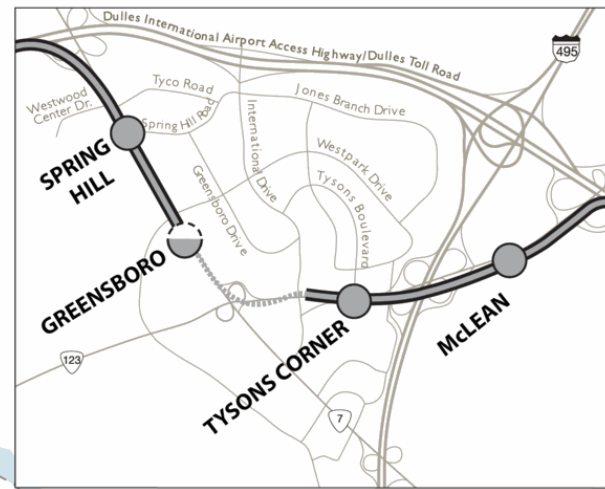 Dulles International Airport Access Highway/Dulles Toll Road
495
Westwood
Center Dr.
Tyco Road
Spring Hill Road
International Drive
Jones Branch Drive
Westpark Drive
Tysons Boulevard
Greensboro Drive
SPRING
HILL
GREENSBORO
TYSONS CORNER
McLEAN
123
7